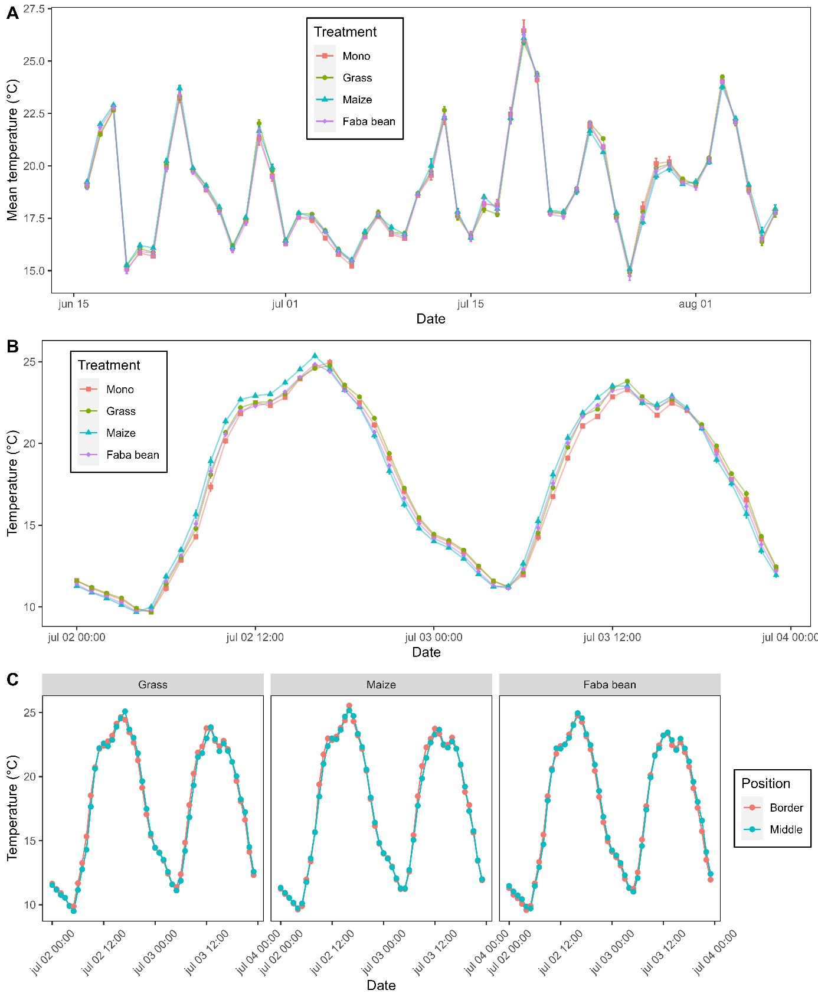 A
27.5
25.0
22.5
20.0
17.5
15.0
Mean temperature (°C)
Treatment
Mono
Grass
Maize
Faba bean
jun 15
jul 01
jul 15
aug 01
Date
B
25
20
15
10
Temperature (°C)
Treatment
Mono
Grass
Maize
Faba bean
jul 02 00:00
jul 02 12:00
jul 03 00:00
jul 03 12:00
jul 04 00:00
Date
C
Grass
Maize
Faba bean
25
20
15
10
Temperature (°C)
jul 02 00:00
jul 02 12:00
jul 03 00:00
jul 03 12:00
jul 04 00:00
jul 02 00:00
jul 02 12:00
jul 03 00:00
jul 03 12:00
jul 04 00:00
jul 02 00:00
jul 02 12:00
jul 03 00:00
jul 03 12:00
jul 04 00:00
Date
Position
Border
Middle